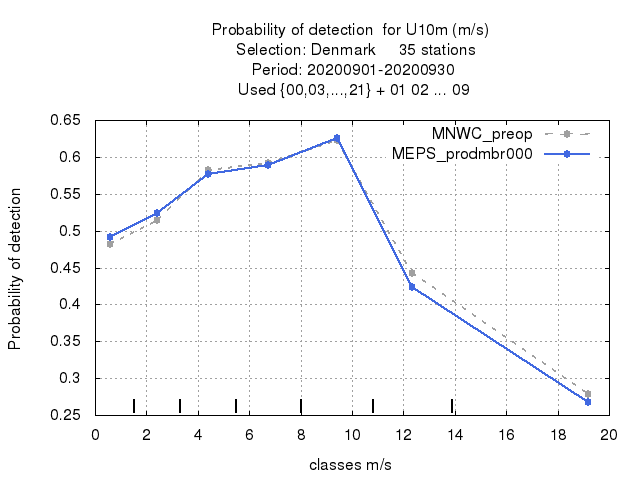 Probability of detection  for U10m (m/s)
Selection: Denmark     35 stations
Period: 20200901-20200930
Used {00,03,...,21} + 01 02 ... 09
MNWC_preop
MEPS_prodmbr000
Probability of detection
0.65
0.6
0.55
0.5
0.45
0.4
0.35
0.3
0.25
0 2 4 6 8 10 12 14 16 18 20
classes m/s